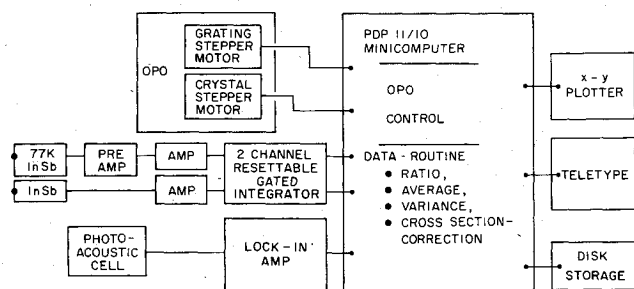 GRATING
STEPPER
MOTOR
OPO
CRYSTAL
STEPPER
MOTOR
77K
InSb
PRE
AMP
AMP
InSb
AMP
2 CHANNEL
RESETTABLE
GATED
INTEGRATOR
PHOTO-
ACOUSTIC
CELL
LOCK-IN
AMP
PDP 11/10
MINICOMPUTER
OPO
CONTROL
DATA-ROUTINE
• RATIO,
• AVERAGE,
• VARIANCE,
• CROSS SECTION-
CORRECTION
x-y
PLOTTER
TELETYPE
DISK
STORAGE